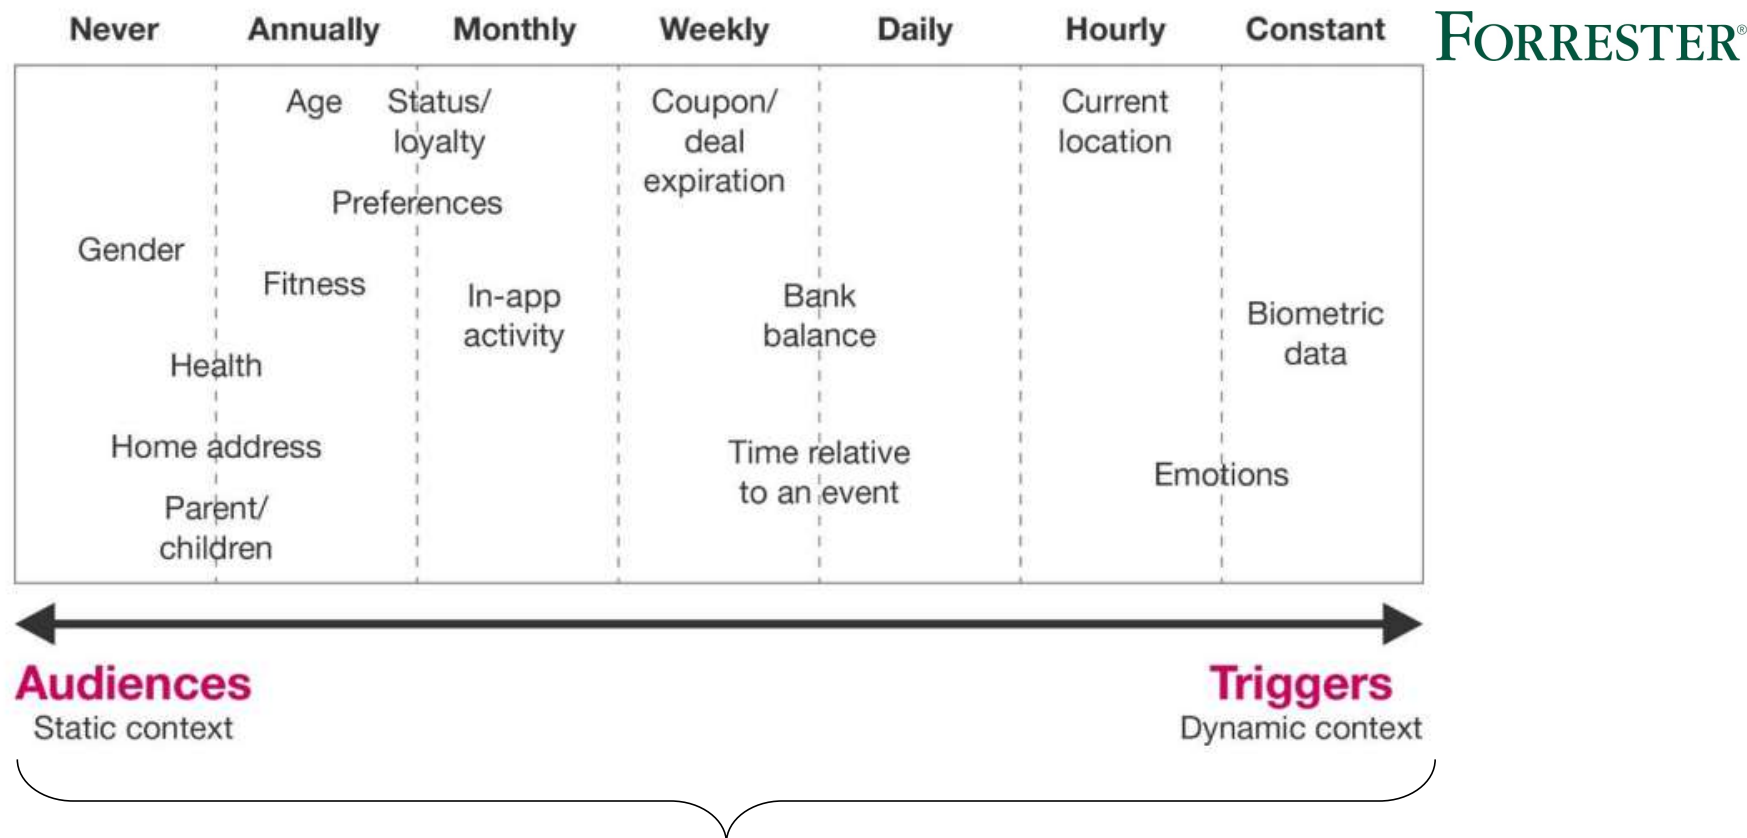 Never
Annually
Monthly
Weekly
Daily
Hourly
Constant
FORRESTER®
Age
Status/
loyalty
Coupon/
deal
expiration
Current
location
Preferences
Gender
Fitness
In-app
activity
Bank
balance
Biometric
data
Health
Home address
Time relative
to an event
Emotions
Parent/
children
Audiences
Static context
Triggers
Dynamic context